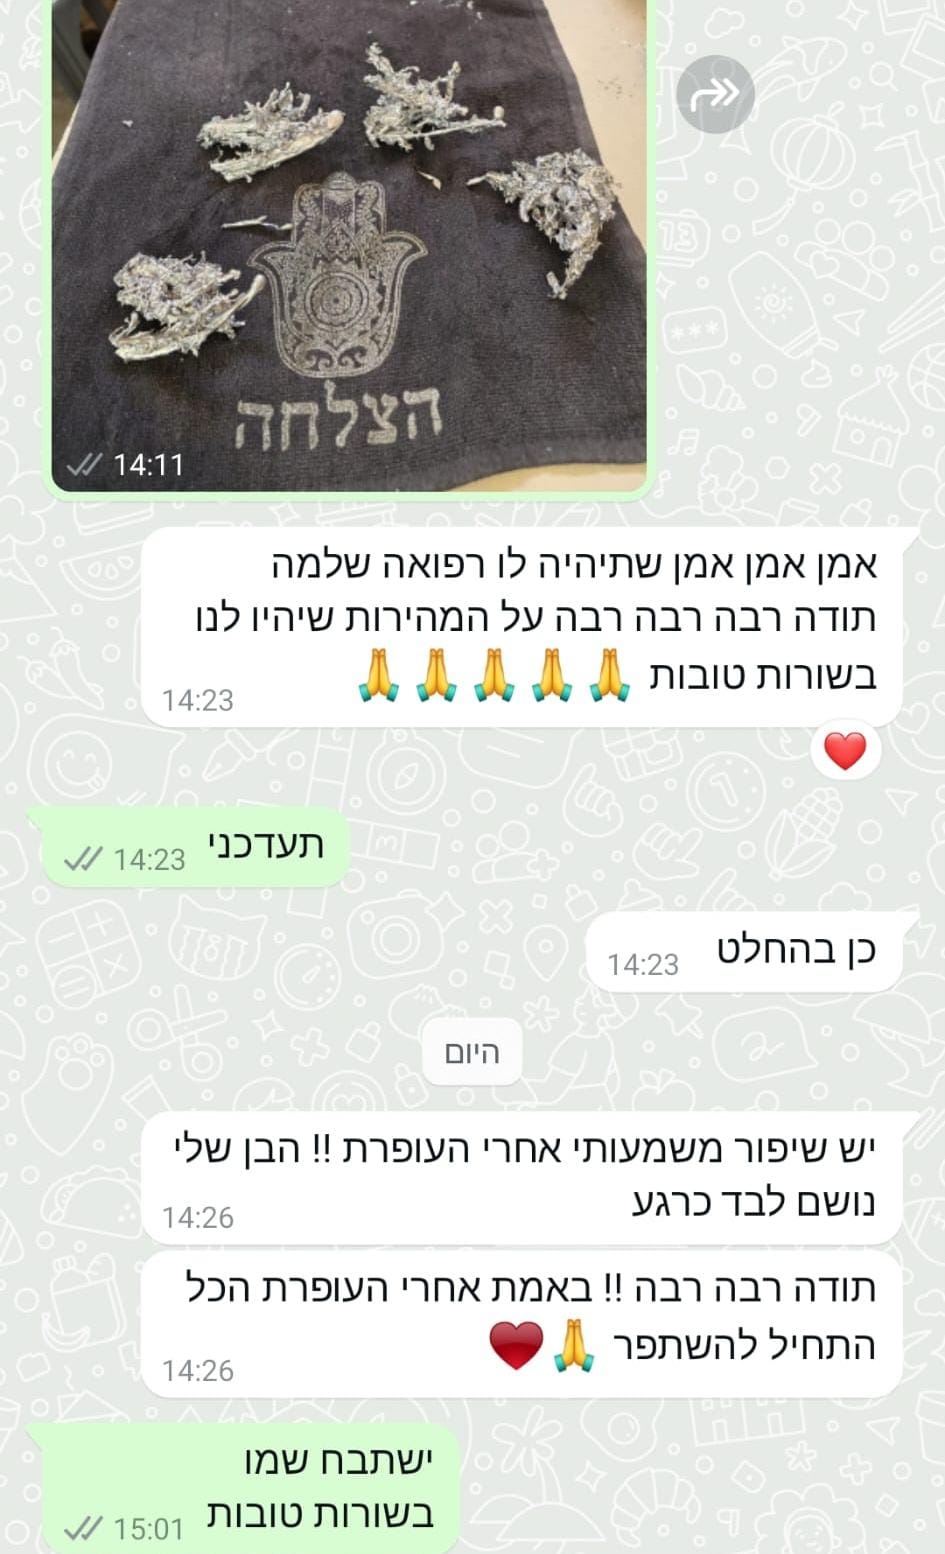 הצלחה
14:11
אמן אמן אמן שתיהיה לו רפואה שלמה
תודה רבה רבה רבה על המהירות שיהיו לנו
בשורות טובות 🙏🙏🙏🙏🙏
14:23
❤️
תעדכני
14:23
כן בהחלט
14:23
היום
יש שיפור משמעותי אחרי העופרת !! הבן שלי
נושם לבד כרגע
14:26
תודה רבה רבה !! באמת אחרי העופרת הכל
התחיל להשתפר 🙏❤️
14:26
ישתבח שמו
בשורות טובות
15:01